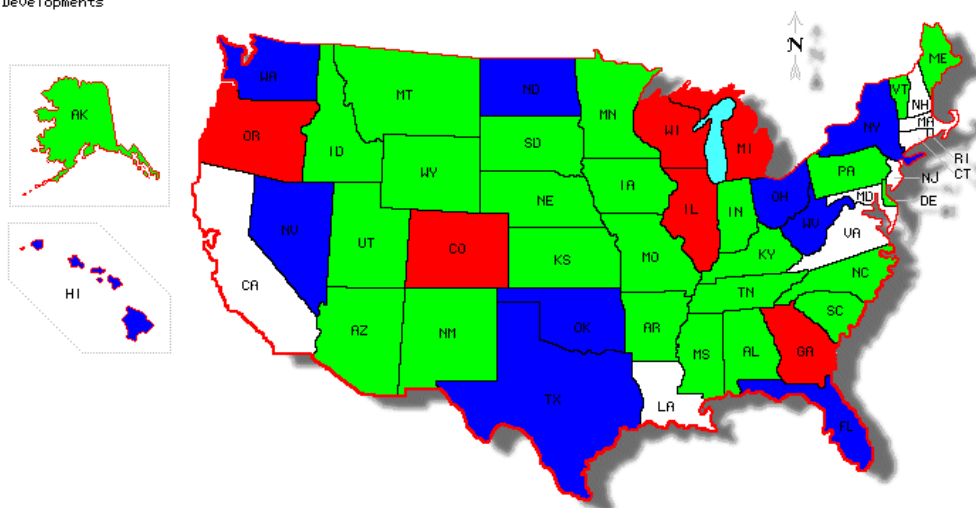 Developments
N
AK
HI
WA
OR
CA
NV
ID
MT
WY
UT
AZ
CO
NM
ND
SD
NE
KS
OK
TX
MN
IA
MO
AR
LA
WI
IL
MI
IN
OH
KY
TN
MS
AL
GA
FL
SC
NC
VA
WV
PA
NY
VT
NH
ME
MA
RI
CT
NJ
DE
MD